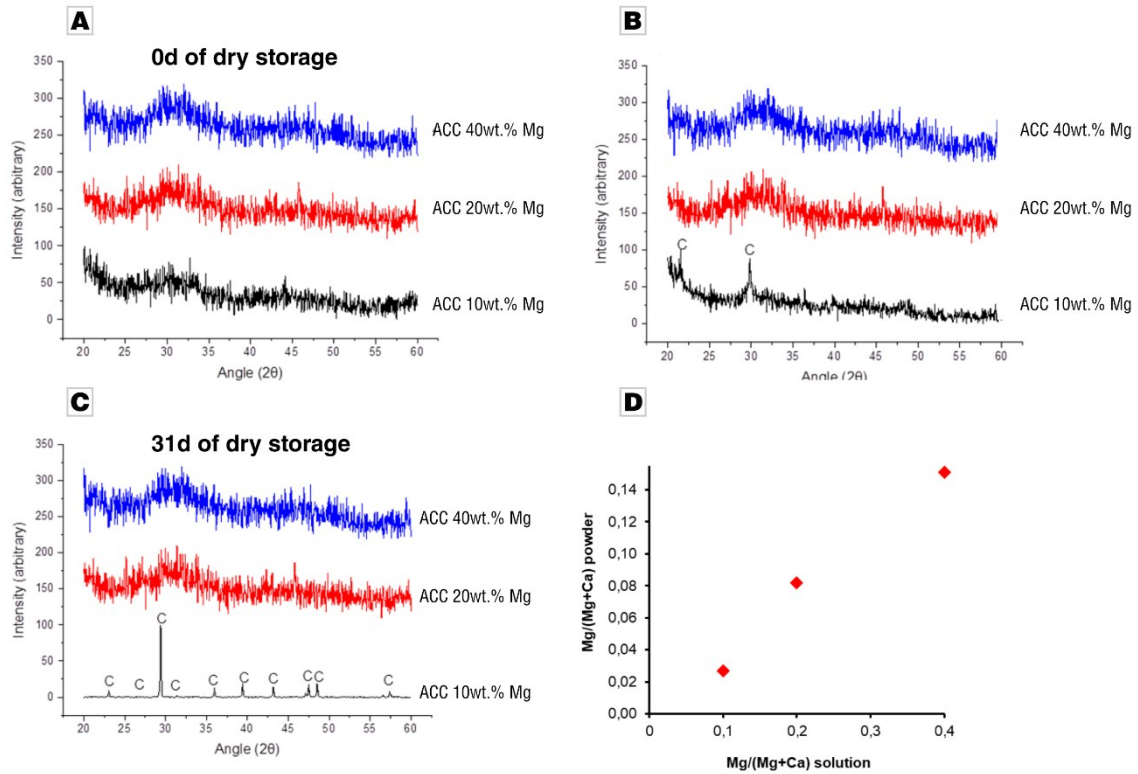 A
0d of dry storage
350
300
250
200
150
100
50
0
Intensity (arbitrary)
ACC 40wt.% Mg
ACC 20wt.% Mg
ACC 10wt.% Mg
20 25 30 35 40 45 50 55 60
Angle (2θ)
B
350
300
250
200
150
100
50
0
Intensity (arbitrary)
ACC 40wt.% Mg
ACC 20wt.% Mg
C C
ACC 10wt.% Mg
20 25 30 35 40 45 50 55 60
Angle (2θ)
C
31d of dry storage
350
300
250
200
150
100
50
0
Intensity (arbitrary)
ACC 40wt.% Mg
ACC 20wt.% Mg
C C C C C C C C C C
ACC 10wt.% Mg
20 25 30 35 40 45 50 55 60
Angle (2θ)
D
0,14
0,12
0,10
0,08
0,06
0,04
0,02
0,00
Mg/(Mg+Ca) powder
0 0,1 0,2 0,3 0,4
Mg/(Mg+Ca) solution